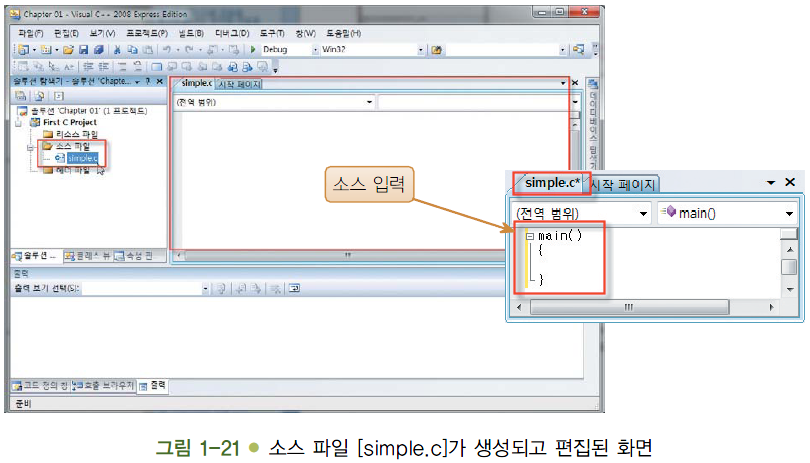 Chapter 01 - Visual C++ 2008 Express Edition
파일(F) 편집(E) 보기(V) 프로젝트(P) 빌드(B) 디버그(D) 도구(T) 창(W) 도움말(H)
Debug Win32
솔루션 탐색기 - 솔루션 'Chapte...
simple.c 시작 페이지
(전역 범위)
솔루션 'Chapter 01' (1 프로젝트)
First C Project
리소스 파일
소스 파일
simple.c
헤더 파일
데이터베이스 탐색기
소스 입력
simple.c* 시작 페이지
(전역 범위) main()
main()
{
}
솔루션 ... 클래스 뷰 속성 관
출력
출력 보기 선택(S):
코드 정의 창 호출 브라우저 출력
준비
그림 1-21 ● 소스 파일 [simple.c]가 생성되고 편집된 화면